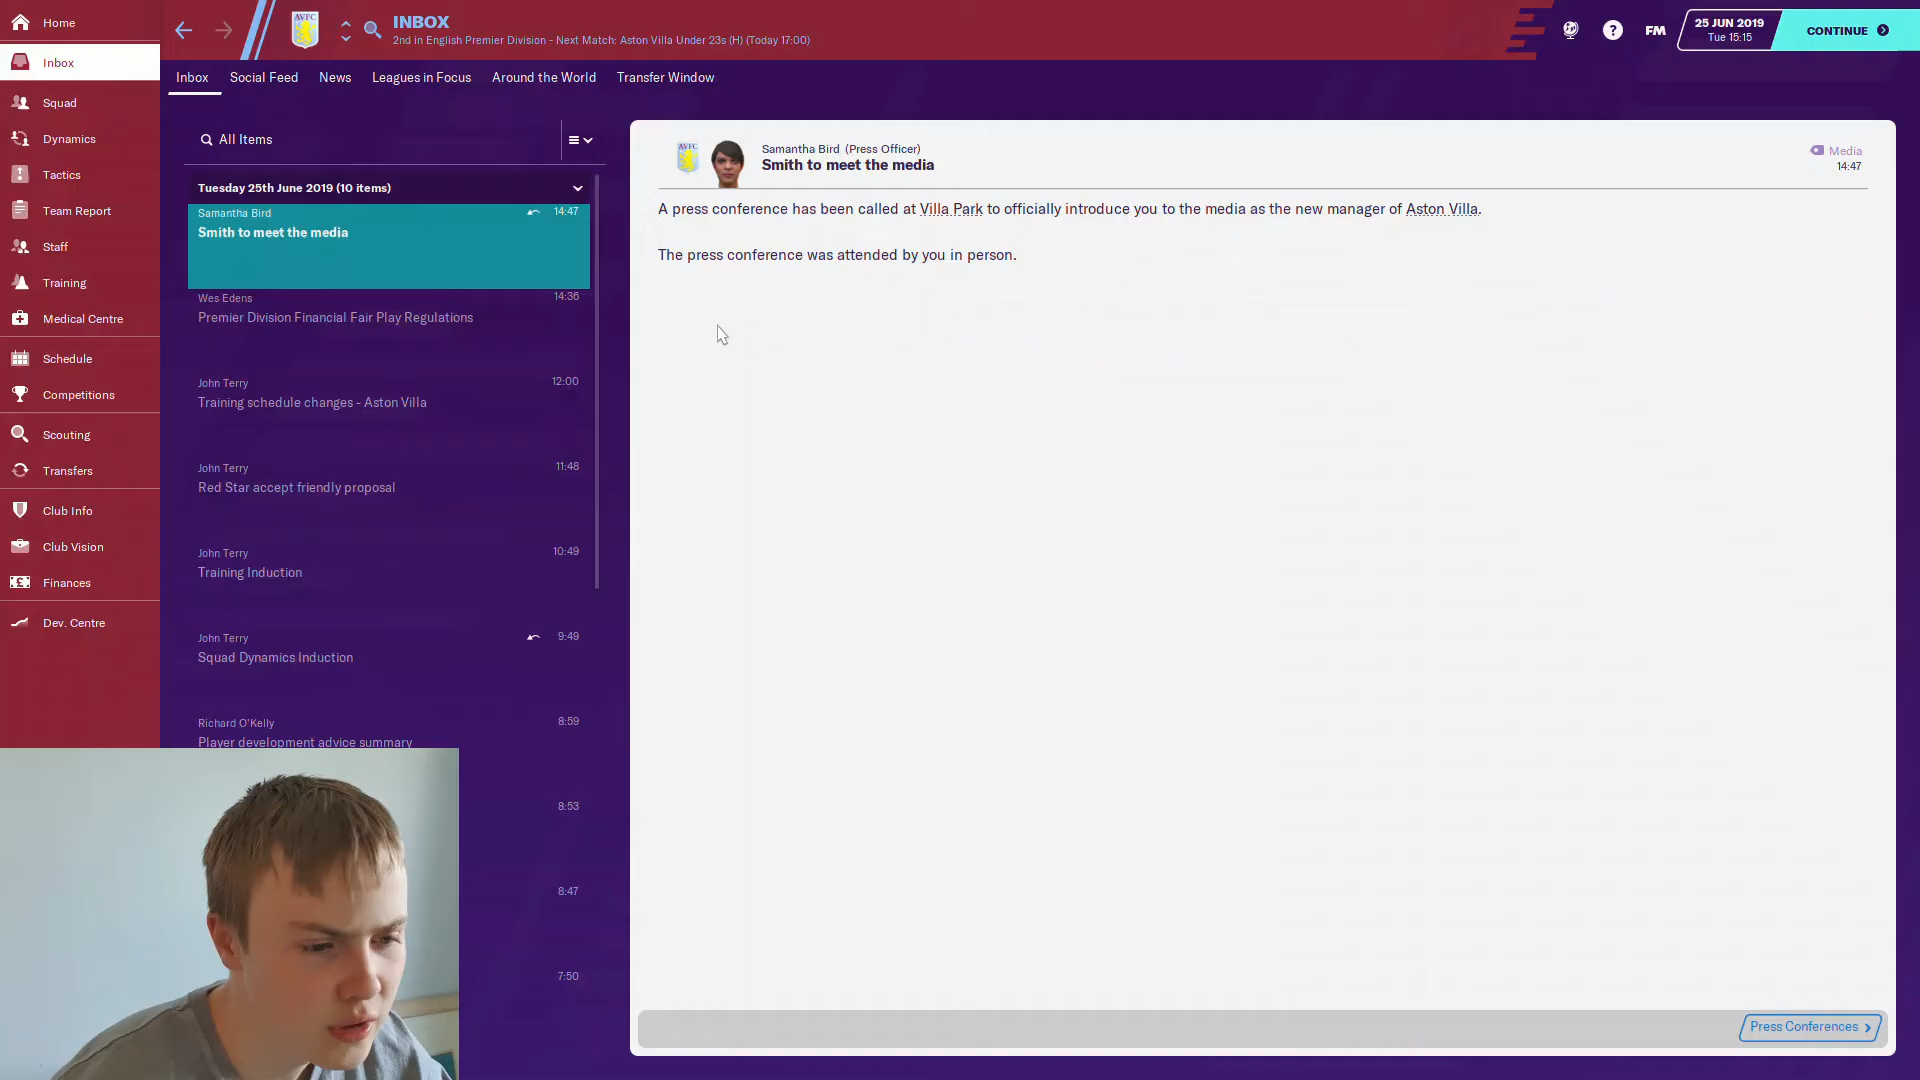 Home
Inbox
Squad
Dynamics
Tactics
Team Report
Staff
Training
Medical Centre
Schedule
Competitions
Scouting
Transfers
Club Info
Club Vision
Finances
Dev. Centre
AVFC
INBOX
2nd in English Premier Division - Next Match: Aston Villa Under 23s (H) (Today 17:00)
FM
25 JUN 2019
Tue 15:15
CONTINUE
Inbox Social Feed News Leagues in Focus Around the World Transfer Window
All Items
Tuesday 25th June 2019 (10 items)
Samantha Bird 14:47
Smith to meet the media
Wes Edens 14:36
Premier Division Financial Fair Play Regulations
John Terry 12:00
Training schedule changes - Aston Villa
John Terry 11:48
Red Star accept friendly proposal
John Terry 10:49
Training Induction
John Terry 9:49
Squad Dynamics Induction
Richard O'Kelly 8:59
Player development advice summary
8:53
8:47
7:50
AVFC
Samantha Bird (Press Officer)
Smith to meet the media
Media
14:47
A press conference has been called at Villa Park to officially introduce you to the media as the new manager of Aston Villa.
The press conference was attended by you in person.
Press Conferences